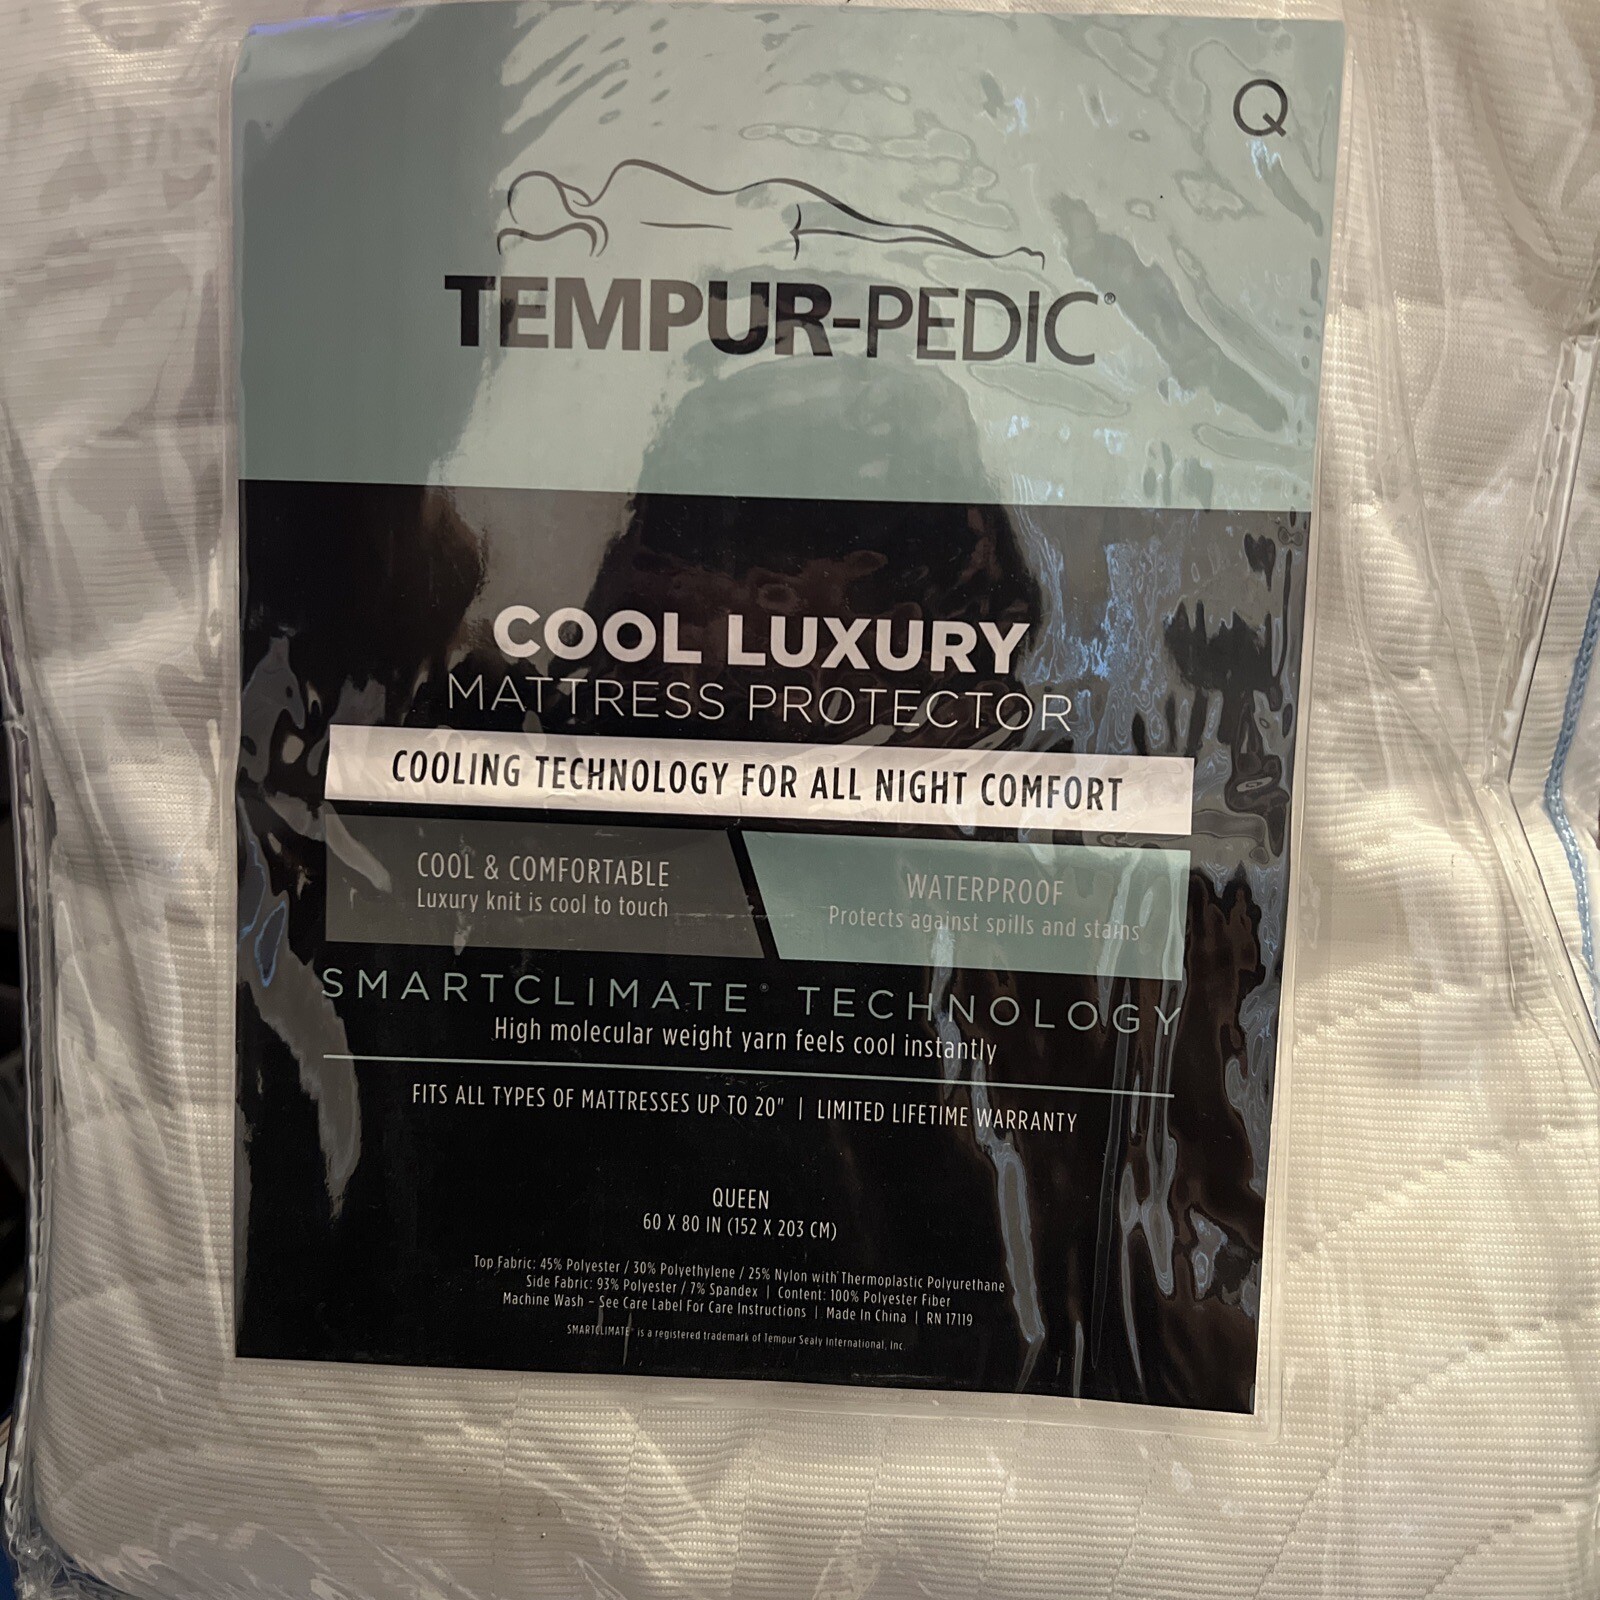 Q
TEMPUR-PEDIC®
COOL LUXURY
MATTRESS PROTECTOR
COOLING TECHNOLOGY FOR ALL NIGHT COMFORT
COOL & COMFORTABLE
Luxury knit is cool to touch
WATERPROOF
Protects against spills and stains
SMARTCLIMATE® TECHNOLOGY
High molecular weight yarn feels cool instantly
FITS ALL TYPES OF MATTRESSES UP TO 20" | LIMITED LIFETIME WARRANTY
QUEEN
60 X 80 IN (152 X 203 CM)
Top Fabric: 45% Polyester / 30% Polyethylene / 25% Nylon with Thermoplastic Polyurethane
Side Fabric: 93% Polyester / 7% Spandex | Content: 100% Polyester Fiber
Machine Wash – See Care Label For Care Instructions | Made In China | RN 17119
SMARTCLIMATE® is a registered trademark of Tempur Sealy International, Inc.